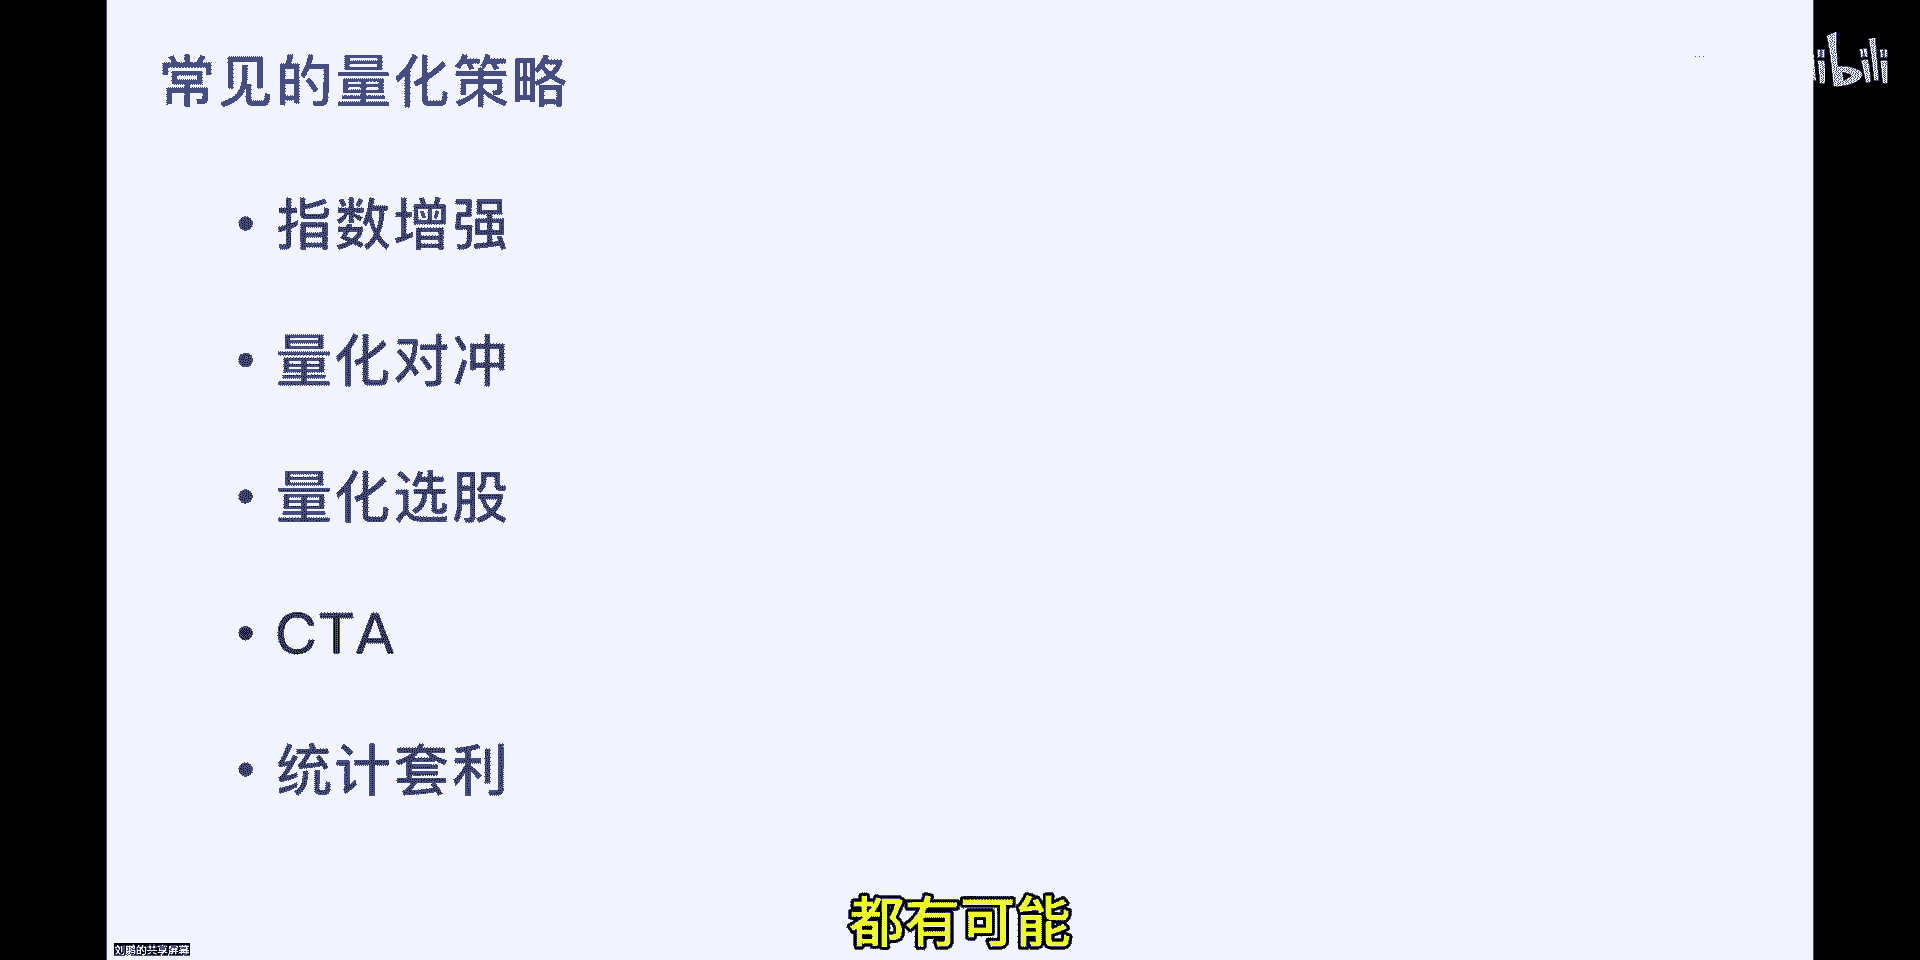 常见的量化策略
ibili
• 指数增强
• 量化对冲
• 量化选股
• CTA
• 统计套利
都有可能
刘鹏的共享屏幕